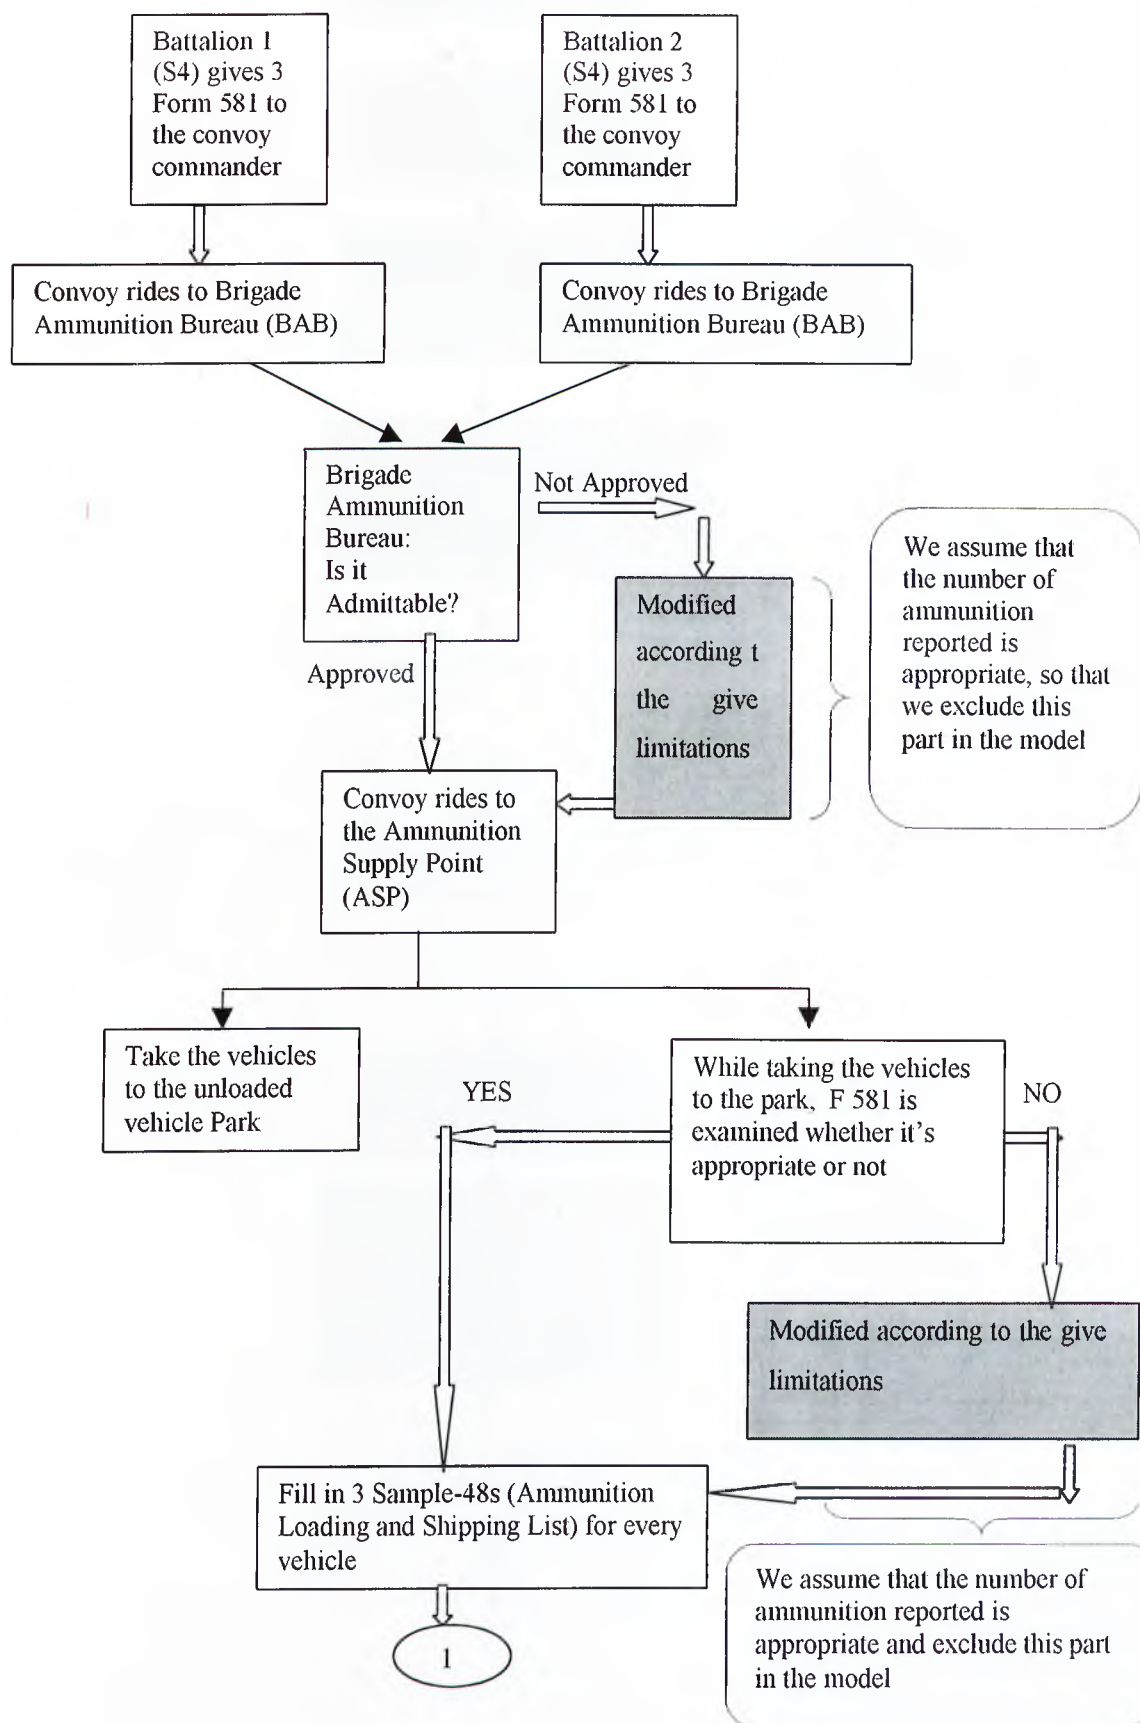 Battalion 1
(S4) gives 3
Form 581 to
the convoy
commander
Battalion 2
(S4) gives 3
Form 581 to
the convoy
commander
Convoy rides to Brigade
Ammunition Bureau (BAB)
Convoy rides to Brigade
Ammunition Bureau (BAB)
Brigade
Ammunition
Bureau:
Is it
Admittable?
Not Approved
Approved
Modified
according t
the give
limitations
We assume that
the number of
ammunition
reported is
appropriate, so that
we exclude this
part in the model
Convoy rides to
the Ammunition
Supply Point
(ASP)
Take the vehicles
to the unloaded
vehicle Park
YES
While taking the vehicles
to the park, F 581 is
examined whether it's
appropriate or not
NO
Modified according to the give
limitations
Fill in 3 Sample-48s (Ammunition
Loading and Shipping List) for every
vehicle
We assume that the number of
ammunition reported is
appropriate and exclude this part
in the model
1